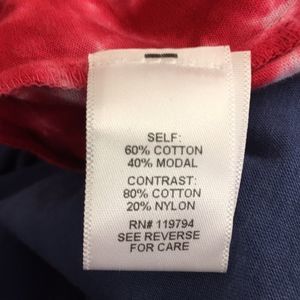 SELF:
60% COTTON
40% MODAL
CONTRAST:
80% COTTON
20% NYLON
RN# 119794
SEE REVERSE
FOR CARE